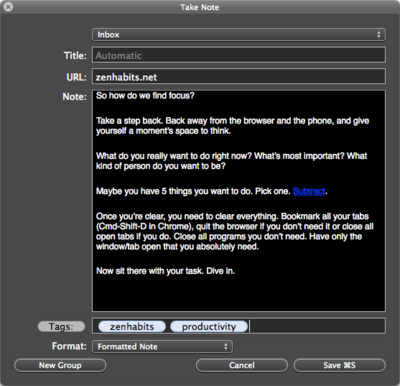 Take Note
Inbox
Title: Automatic
URL: zenhabits.net
Note: So how do we find focus?
Take a step back. Back away from the browser and the phone, and give
yourself a moment's space to think.
What do you really want to do right now? What's most important? What
kind of person do you want to be?
Maybe you have 5 things you want to do. Pick one. Subtract.
Once you're clear, you need to clear everything. Bookmark all your tabs
(Cmd-Shift-D in Chrome), quit the browser if you don't need it or close all
open tabs if you do. Close all programs you don't need. Have only the
window/tab open that you absolutely need.
Now sit there with your task. Dive in.
Tags: zenhabits productivity
Format: Formatted Note
New Group Cancel Save ⌘S